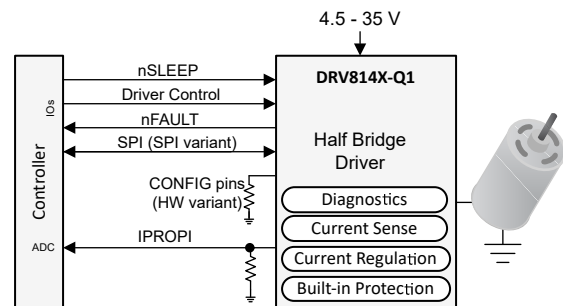 4.5 - 35 V
nSLEEP
DRV814X-Q1
Driver Control
IOs
nFAULT
SPI (SPI variant)
Half Bridge
Driver
Controller
CONFIG pins
(HW variant)
Diagnostics
Current Sense
ADC
IPROPI
Current Regulation
Built-in Protection